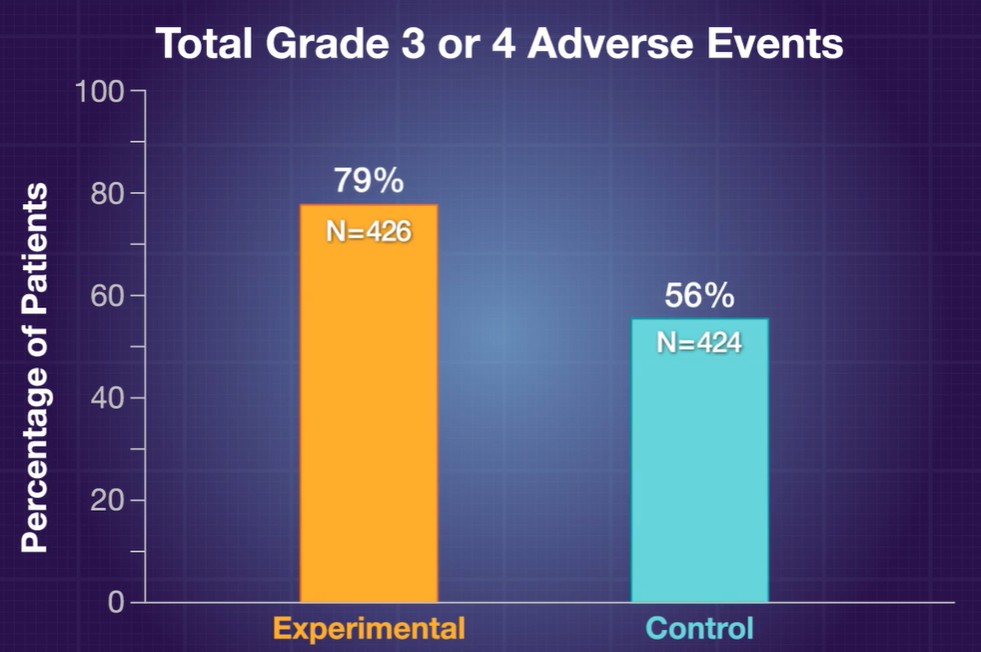 Total Grade 3 or 4 Adverse Events
Percentage of Patients
100
80
60
40
20
0
79%
N=426
56%
N=424
Experimental
Control